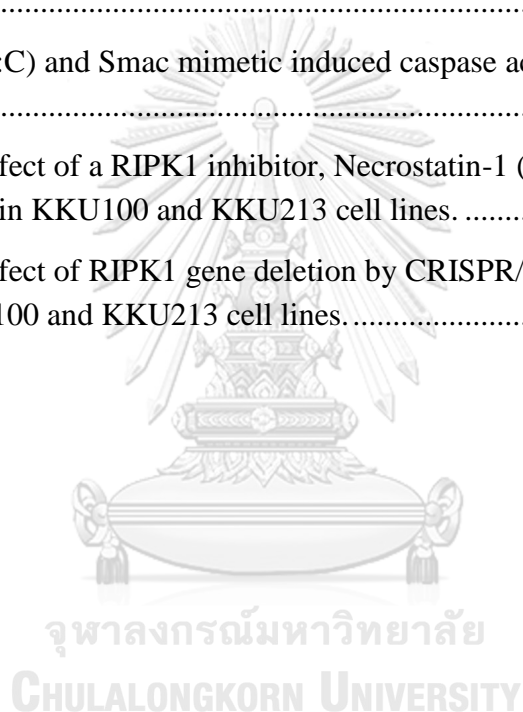 ...............................................................
:C) and Smac mimetic induced caspase ac
...............................................................
fect of a RIPK1 inhibitor, Necrostatin-1 (
in KKU100 and KKU213 cell lines. ........
fect of RIPK1 gene deletion by CRISPR/
100 and KKU213 cell lines.....................
จุฬาลงกรณ์มหาวิทยาลัย
CHULALONGKORN UNIVERSITY